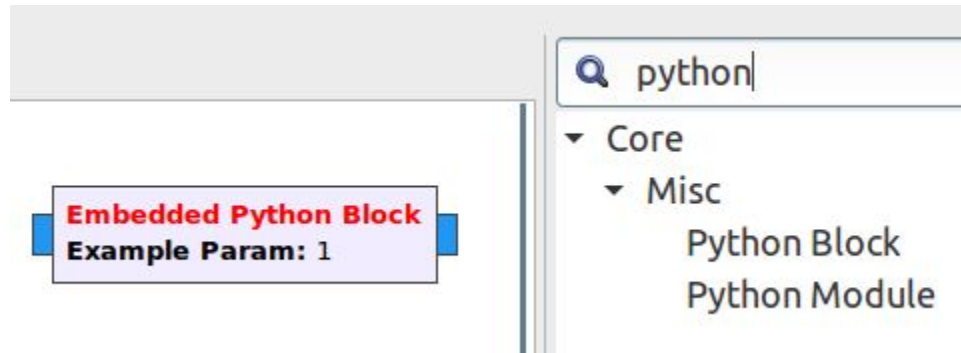 python
Core
Misc
Python Block
Python Module
Embedded Python Block
Example Param: 1